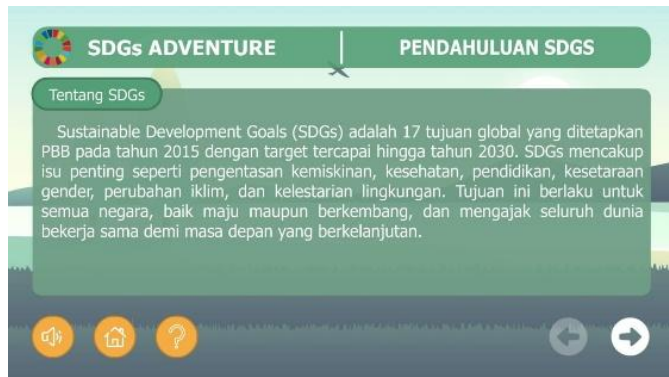 SDGs ADVENTURE
PENDAHULUAN SDGS
Tentang SDGs
Sustainable Development Goals (SDGs) adalah 17 tujuan global yang ditetapkan
PBB pada tahun 2015 dengan target tercapai hingga tahun 2030. SDGs mencakup
isu penting seperti pengentasan kemiskinan, kesehatan, pendidikan, kesetaraan
gender, perubahan iklim, dan kelestarian lingkungan. Tujuan ini berlaku untuk
semua negara, baik maju maupun berkembang, dan mengajak seluruh dunia
bekerja sama demi masa depan yang berkelanjutan.
?